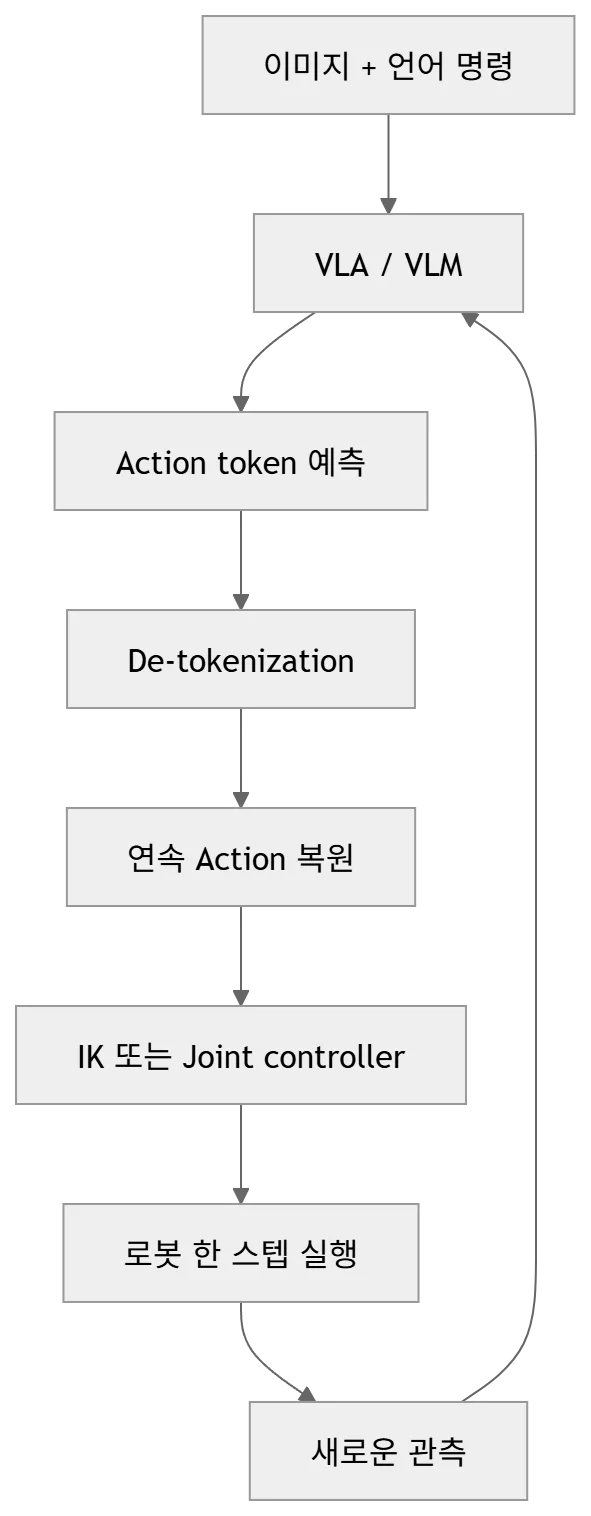 이미지 + 언어 명령
VLA / VLM
Action token 예측
De-tokenization
연속 Action 복원
IK 또는 Joint controller
로봇 한 스텝 실행
새로운 관측